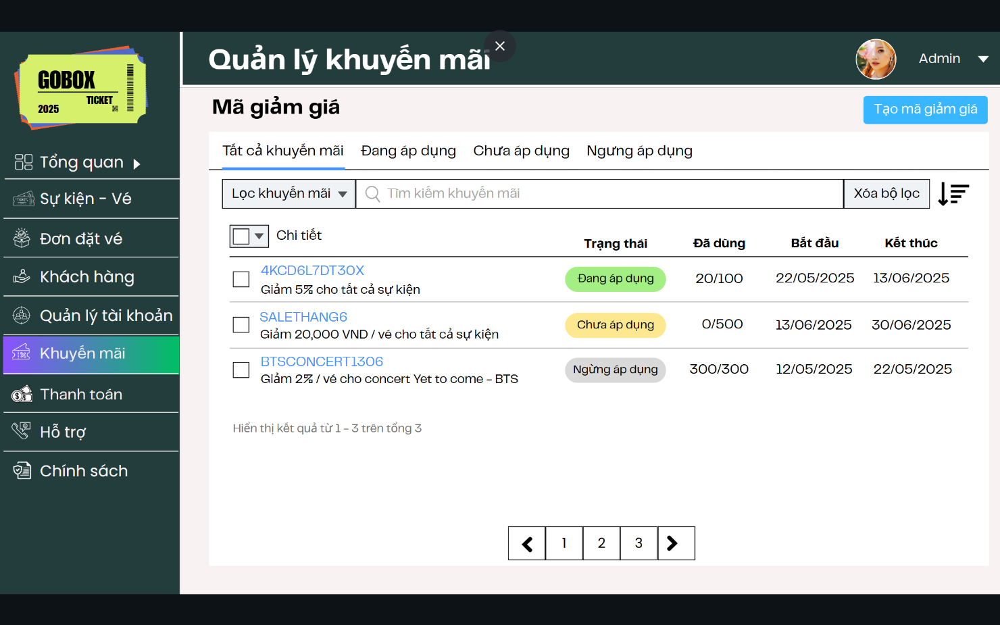 GOBOX
TICKET
2025
Tổng quan
Sự kiện - Vé
Đơn đặt vé
Khách hàng
Quản lý tài khoản
Khuyến mãi
Thanh toán
Hỗ trợ
Chính sách
Quản lý khuyến mãi
Admin
Mã giảm giá
Tạo mã giảm giá
Tất cả khuyến mãi Đang áp dụng Chưa áp dụng Ngưng áp dụng
Lọc khuyến mãi Tìm kiếm khuyến mãi Xóa bộ lọc
Chi tiết Trạng thái Đã dùng Bắt đầu Kết thúc
4KCD6L7DT30X
Giảm 5% cho tất cả sự kiện
Đang áp dụng 20/100 22/05/2025 13/06/2025
SALETHANG6
Giảm 20,000 VND / vé cho tất cả sự kiện
Chưa áp dụng 0/500 13/06/2025 30/06/2025
BTSCONCERT1306
Giảm 2% / vé cho concert Yet to come - BTS
Ngừng áp dụng 300/300 12/05/2025 22/05/2025
Hiển thị kết quả từ 1 - 3 trên tổng 3
1 2 3